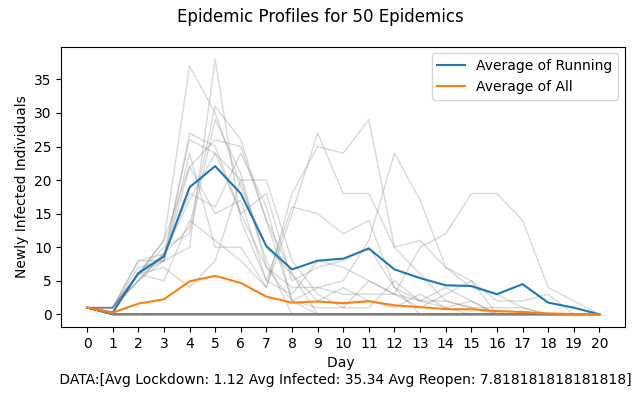 Epidemic Profiles for 50 Epidemics
Newly Infected Individuals
35
30
25
20
15
10
5
0
Average of Running
Average of All
0 1 2 3 4 5 6 7 8 9 10 11 12 13 14 15 16 17 18 19 20
Day
DATA:[Avg Lockdown: 1.12 Avg Infected: 35.34 Avg Reopen: 7.818181818181818]